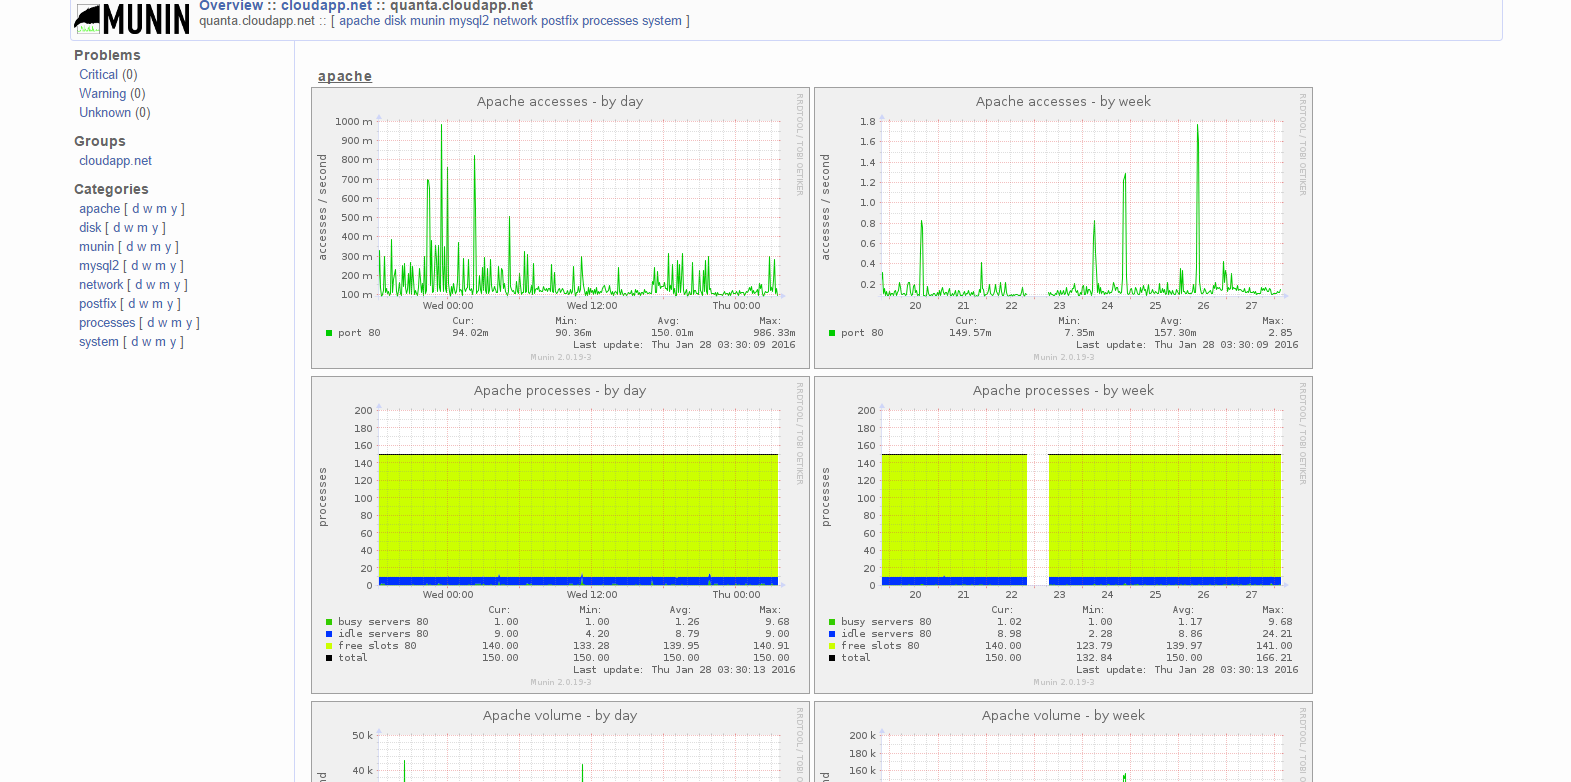 MUNIN
Overview :: cloudapp.net :: quanta.cloudapp.net
quanta.cloudapp.net :: [ apache disk munin mysql2 network postfix processes system ]
Problems
Critical (0)
Warning (0)
Unknown (0)
Groups
cloudapp.net
Categories
apache [ d w m y ]
disk [ d w m y ]
munin [ d w m y ]
mysql2 [ d w m y ]
network [ d w m y ]
postfix [ d w m y ]
processes [ d w m y ]
system [ d w m y ]
apache
Apache accesses - by day
RRDTOOL / TOBI OETIKER
accesses / second
1000 m
900 m
800 m
700 m
600 m
500 m
400 m
300 m
200 m
100 m
Wed 00:00 Wed 12:00 Thu 00:00
Cur: Min: Avg: Max:
port 80 94.02m 90.36m 150.01m 986.33m
Last update: Thu Jan 28 03:30:09 2016
Munin 2.0.19-3
Apache accesses - by week
RRDTOOL / TOBI OETIKER
accesses / second
1.8
1.6
1.4
1.2
1.0
0.8
0.6
0.4
0.2
20 21 22 23 24 25 26 27
Cur: Min: Avg: Max:
port 80 149.57m 7.35m 157.30m 2.85
Last update: Thu Jan 28 03:30:09 2016
Munin 2.0.19-3
Apache processes - by day
RRDTOOL / TOBI OETIKER
processes
200
180
160
140
120
100
80
60
40
20
0
Wed 00:00 Wed 12:00 Thu 00:00
Cur: Min: Avg: Max:
busy servers 80 1.00 1.00 1.26 9.68
idle servers 80 9.00 4.20 8.79 9.00
free slots 80 140.00 133.28 139.95 140.91
total 150.00 150.00 150.00 150.00
Last update: Thu Jan 28 03:30:13 2016
Munin 2.0.19-3
Apache processes - by week
RRDTOOL / TOBI OETIKER
processes
200
180
160
140
120
100
80
60
40
20
0
20 21 22 23 24 25 26 27
Cur: Min: Avg: Max:
busy servers 80 1.02 1.00 1.17 9.68
idle servers 80 8.98 2.28 8.86 24.21
free slots 80 140.00 123.79 139.97 141.00
total 150.00 132.84 150.00 166.21
Last update: Thu Jan 28 03:30:13 2016
Munin 2.0.19-3
Apache volume - by day
RRDTOOL / TOBI OE
50 k
40 k
Apache volume - by week
RRDTOOL / TOBI OE
200 k
180 k
160 k